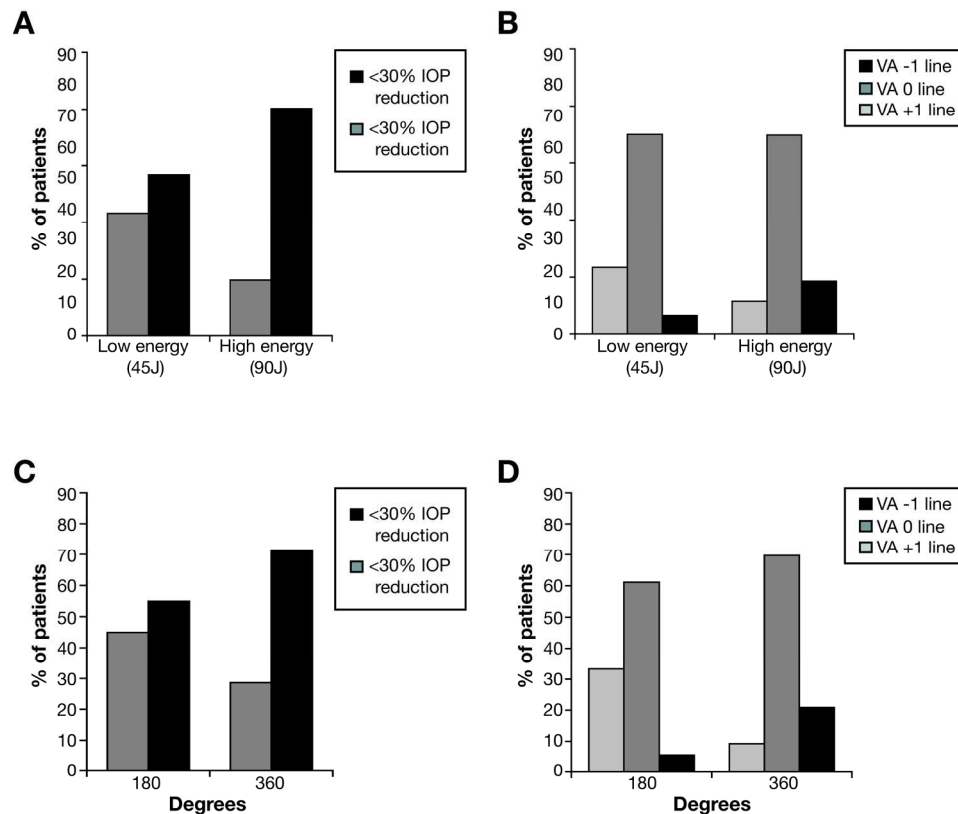 A
% of patients
90
80
70
60
50
40
30
20
10
0
Low energy
(45J)
High energy
(90J)
<30% IOP
reduction
<30% IOP
reduction
B
% of patients
90
80
70
60
50
40
30
20
10
0
Low energy
(45J)
High energy
(90J)
VA -1 line
VA 0 line
VA +1 line
C
% of patients
90
80
70
60
50
40
30
20
10
0
180
360
Degrees
<30% IOP
reduction
<30% IOP
reduction
D
% of patients
90
80
70
60
50
40
30
20
10
0
180
360
Degrees
VA -1 line
VA 0 line
VA +1 line